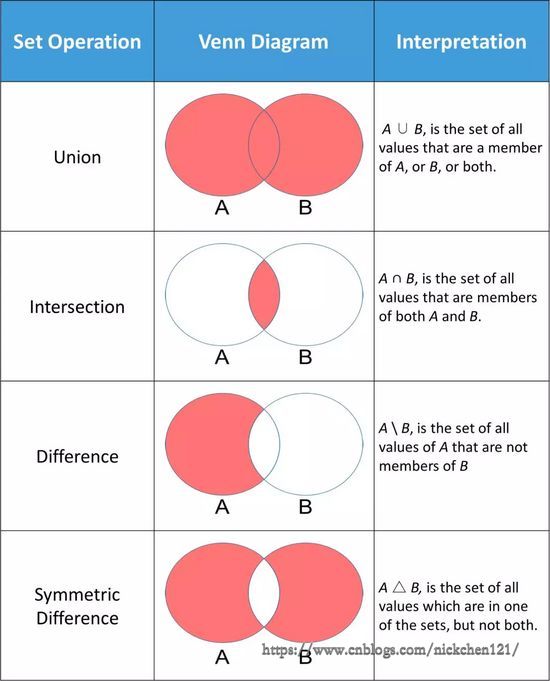 Set Operation
Venn Diagram
Interpretation
Union
A
B
A ∪ B, is the set of all
values that are a member
of A, or B, or both.
Intersection
A
B
A ∩ B, is the set of all
values that are members
of both A and B.
Difference
A
B
A \ B, is the set of all
values of A that are not
members of B
Symmetric
Difference
A
B
A △ B, is the set of all
values which are in one
of the sets, but not both.
https://www.cnblogs.com/nickchen121/